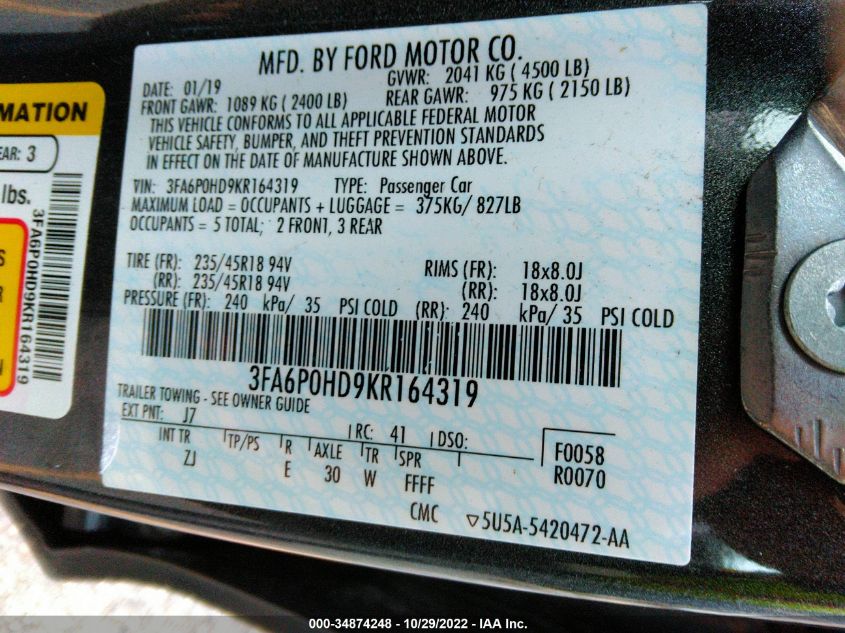 MFD. BY FORD MOTOR CO.
DATE: 01/19 GVWR: 2041 KG ( 4500 LB)
FRONT GAWR: 1089 KG ( 2400 LB) REAR GAWR: 975 KG ( 2150 LB)
THIS VEHICLE CONFORMS TO ALL APPLICABLE FEDERAL MOTOR
VEHICLE SAFETY, BUMPER, AND THEFT PREVENTION STANDARDS
IN EFFECT ON THE DATE OF MANUFACTURE SHOWN ABOVE.
VIN: 3FA6P0HD9KR164319 TYPE: Passenger Car
MAXIMUM LOAD = OCCUPANTS + LUGGAGE = 375KG/ 827LB
OCCUPANTS = 5 TOTAL; 2 FRONT, 3 REAR
TIRE (FR): 235/45R18 94V RIMS (FR): 18x8.0J
(RR): 235/45R18 94V (RR): 18x8.0J
PRESSURE (FR): 240 kPa/ 35 PSI COLD (RR): 240 kPa/ 35 PSI COLD
3FA6P0HD9KR164319
TRAILER TOWING - SEE OWNER GUIDE
EXT PNT: J7 RC: 41 DSO: F0058
INT TR TP/PS R AXLE TR SPR R0070
ZJ E 30 W FFFF
CMC ▽5U5A-5420472-AA
MATION
EAR: 3
lbs.
3FA6P0HD9KR164319
000-34874248 - 10/29/2022 - IAA Inc.